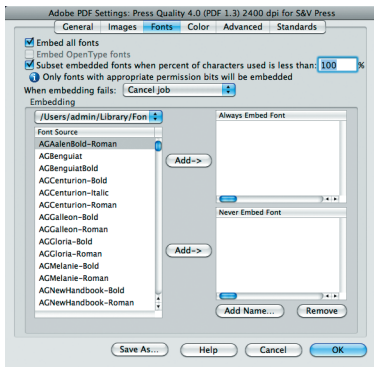 Adobe PDF Settings: Press Quality 4.0 (PDF 1.3) 2400 dpi for S&V Press
General Images Fonts Color Advanced Standards
Embed all fonts
Embed OpenType fonts
Subset embedded fonts when percent of characters used is less than: 100 %
Only fonts with appropriate permission bits will be embedded
When embedding fails: Cancel job
Embedding
/Users/admin/Library/Fon
Always Embed Font
Font Source
AGAalenBold-Roman
AGBenguiat
AGBenguiatBold
Add->
AGCenturion-Bold
AGCenturion-Italic
AGCenturion-Roman
AGGalleon-Bold
Never Embed Font
AGGalleon-Roman
AGGloria-Bold
AGGloria-Roman
Add->
AGMelanie-Bold
AGMelanie-Roman
AGNewHandbook-Bold
AGNewHandbook-Roman
Add Name... Remove
Save As... Help Cancel OK